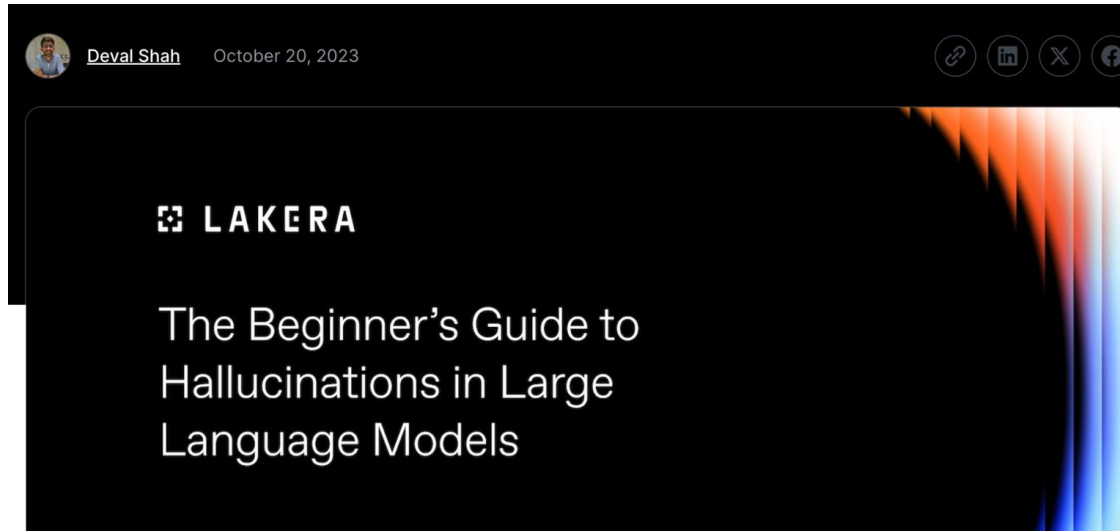 Deval Shah October 20, 2023
LAKERA
The Beginner’s Guide to
Hallucinations in Large
Language Models